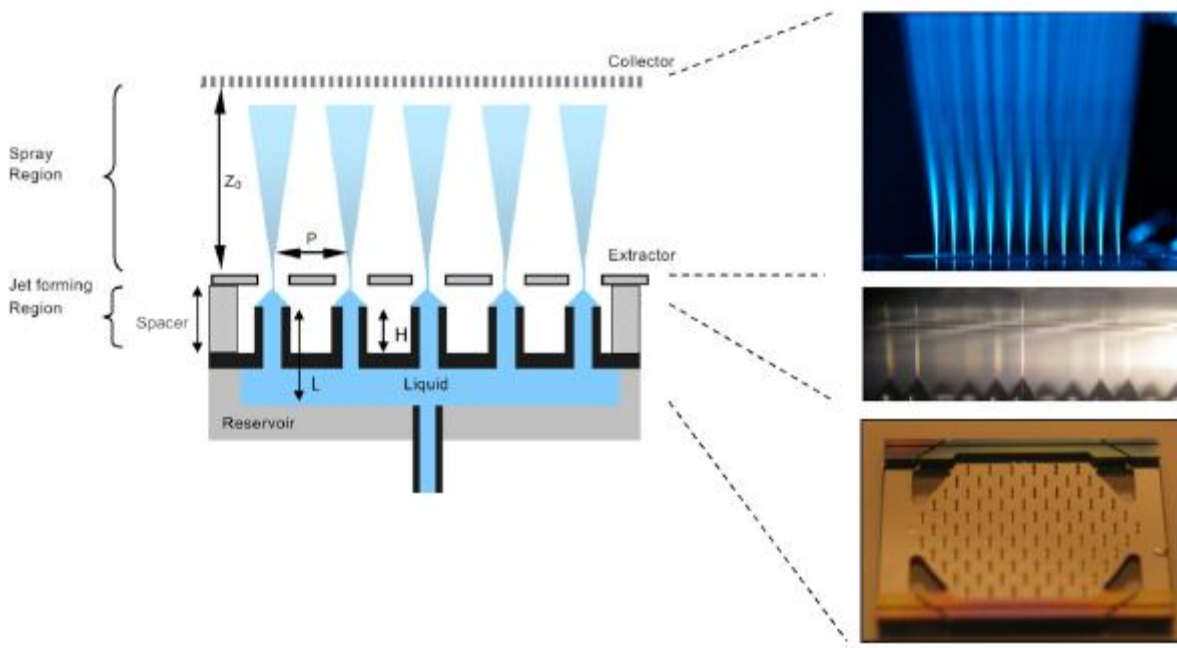 Collector
Spray
Region
Z₀
P
Extractor
Jet forming
Region
Spacer
H
L
Liquid
Reservoir